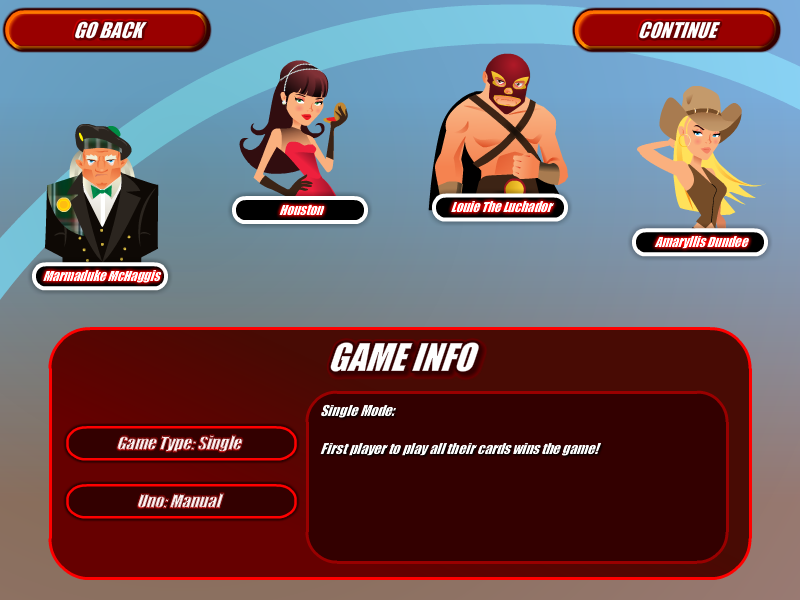 GO BACK
CONTINUE
Houston
Louie The Luchador
Amaryllis Dundee
Marmaduke McHaggis
GAME INFO
Game Type: Single
Uno: Manual
Single Mode:
First player to play all their cards wins the game!